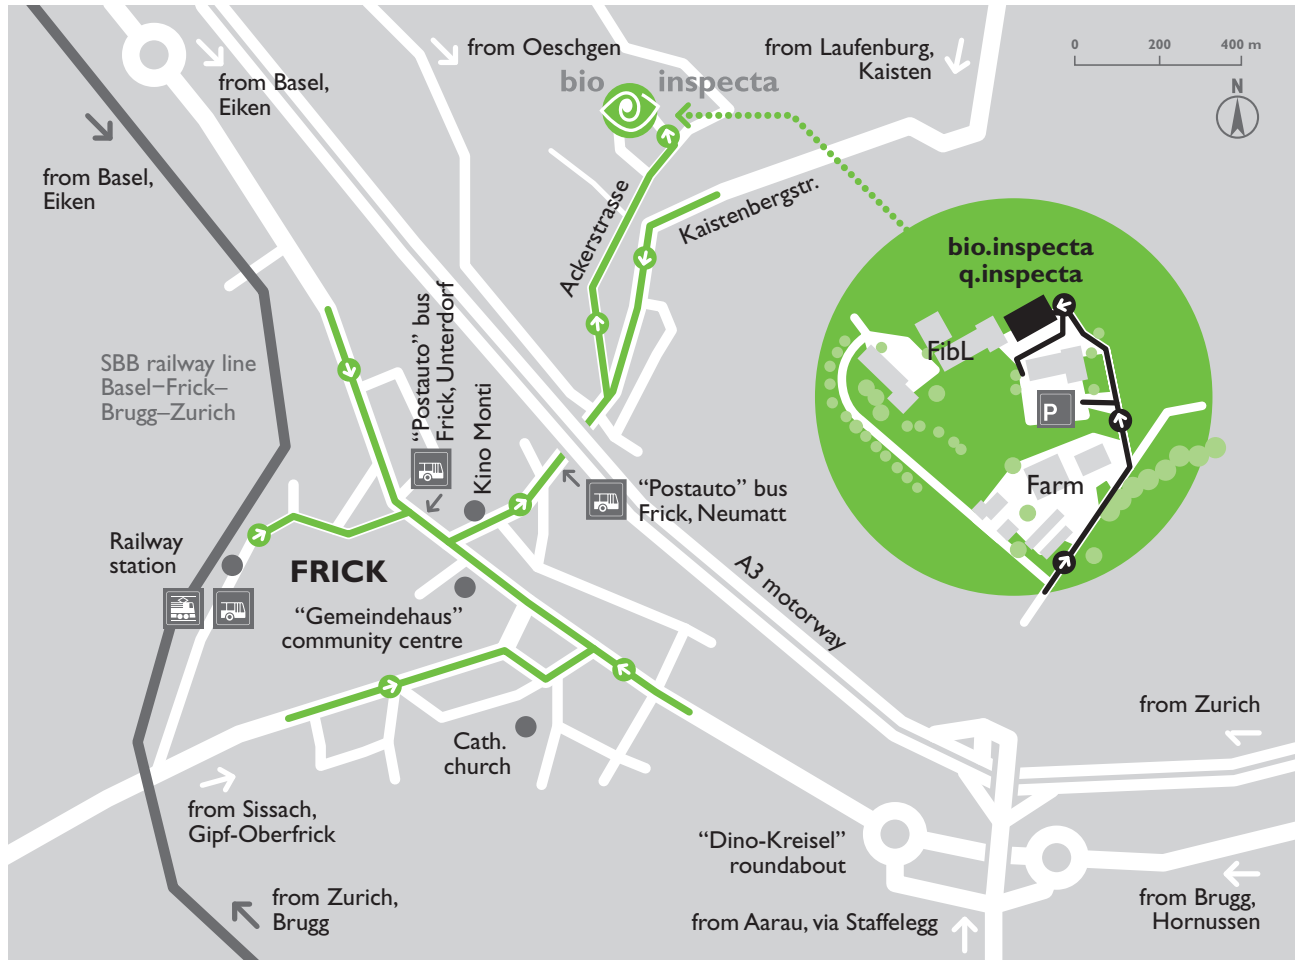 from Oeschgen
from Laufenburg,
Kaisten
0 200 400 m
N
from Basel,
Eiken
bio inspecta
from Basel,
Eiken
Ackerstrasse
Kaistenbergstr.
bio.inspecta
q.inspecta
FibL
P
Farm
SBB railway line
Basel–Frick–
Brugg–Zurich
“Postauto” bus
Frick, Unterdorf
Kino Monti
“Postauto” bus
Frick, Neumatt
Railway
station
FRICK
“Gemeindehaus”
community centre
A3 motorway
Cath.
church
from Zurich
from Sissach,
Gipf-Oberfrick
“Dino-Kreisel”
roundabout
from Zurich,
Brugg
from Aarau, via Staffelegg
from Brugg,
Hornussen